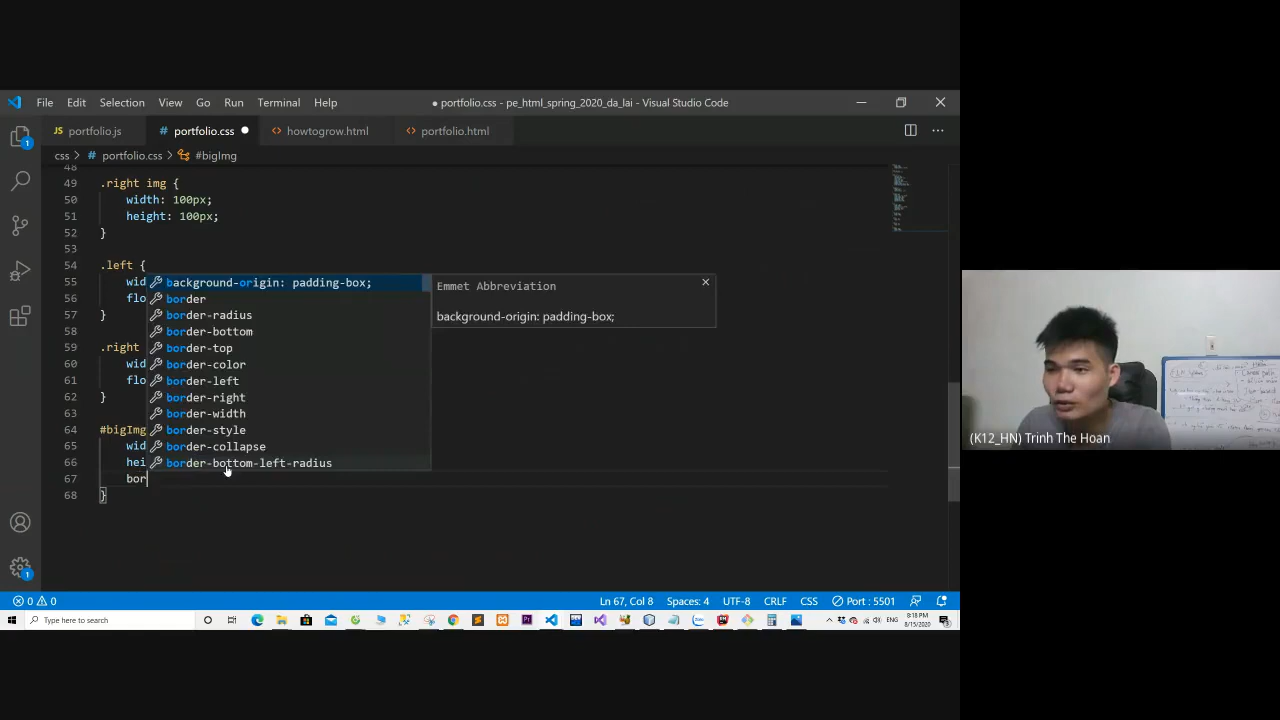 File Edit Selection View Go Run Terminal Help
● portfolio.css - pe_html_spring_2020_da_lai - Visual Studio Code
JS portfolio.js # portfolio.css ● <> howtogrow.html <> portfolio.html
css > # portfolio.css > #bigImg
48
49 .right img {
50 width: 100px;
51 height: 100px;
52 }
53
54 .left {
55 wid
56 flo
57 }
58
59 .right
60 wid
61 flo
62 }
63
64 #bigImg
65 wid
66 hei
67 bor
68 }
background-origin: padding-box;
border
border-radius
border-bottom
border-top
border-color
border-left
border-right
border-width
border-style
border-collapse
border-bottom-left-radius
Emmet Abbreviation
background-origin: padding-box;
1
1
0 0 Ln 67, Col 8 Spaces: 4 UTF-8 CRLF CSS Port : 5501
Type here to search
ENG
8:18 PM
8/15/2020
(K12_HN) Trinh The Hoan